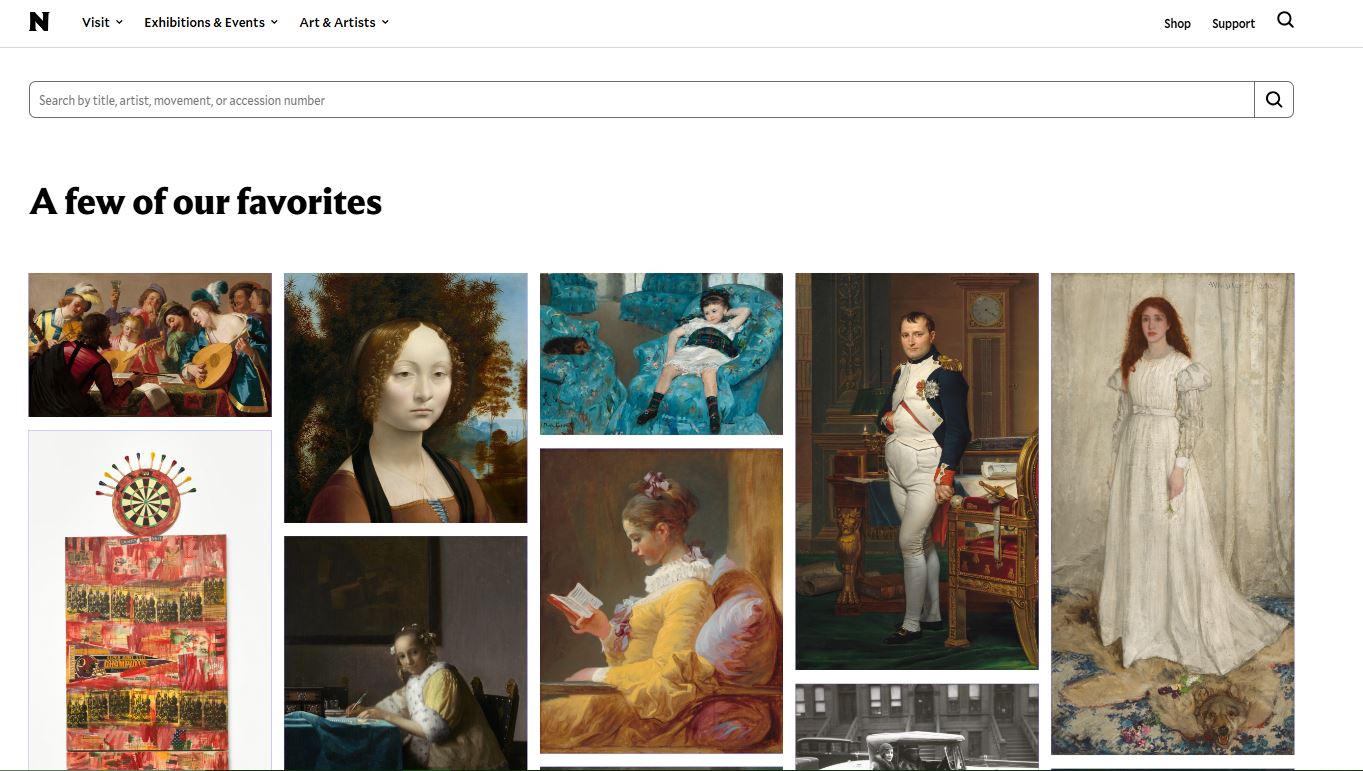 N
Visit
Exhibitions & Events
Art & Artists
Shop
Support
Search by title, artist, movement, or accession number
A few of our favorites
CHAMPIONS